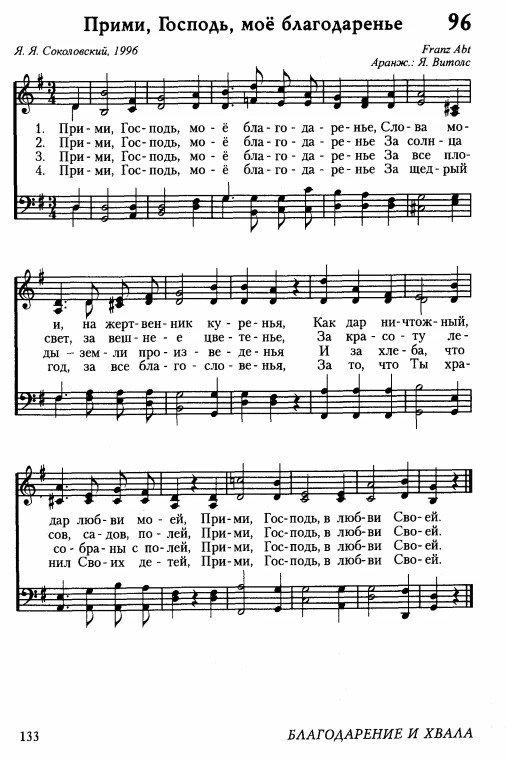 Прими, Господь, моё благодаренье 96
Я. Я. Соколовский, 1996
Franz Abt
Аранж.: Я. Витолс
1. При - ми, Гос - подь, мо - ё бла - го - да - ре - нье, Сло - ва мо-
2. При - ми, Гос - подь, мо - ё бла - го - да - ре - нье За солн - ца
3. При - ми, Гос - подь, мо - ё бла - го - да - ре - нье За все пло-
4. При - ми, Гос - подь, мо - ё бла - го - да - ре - нье За щед - рый
и, на жерт - вен - ник ку - ре - нья, Как дар ни - чтож - ный,
свет, за веш - не - е цве - те - нье, За кра - со - ту ле-
ды – зем - ли про - из - ве - де - нья И за хле - ба, что
год, за все бла - го - сло - ве - нья, За то, что Ты хра-
дар люб - ви мо - ей, При - ми, Гос - подь, в люб - ви Сво - ей.
сов, са - дов, по - лей, При - ми, Гос - подь, в люб - ви Сво - ей.
со - бра - ны с по - лей, При - ми, Гос - подь, в люб - ви Сво - ей.
нил Сво - их де - тей, При - ми, Гос - подь, в люб - ви Сво - ей.
133 БЛАГОДАРЕНИЕ И ХВАЛА